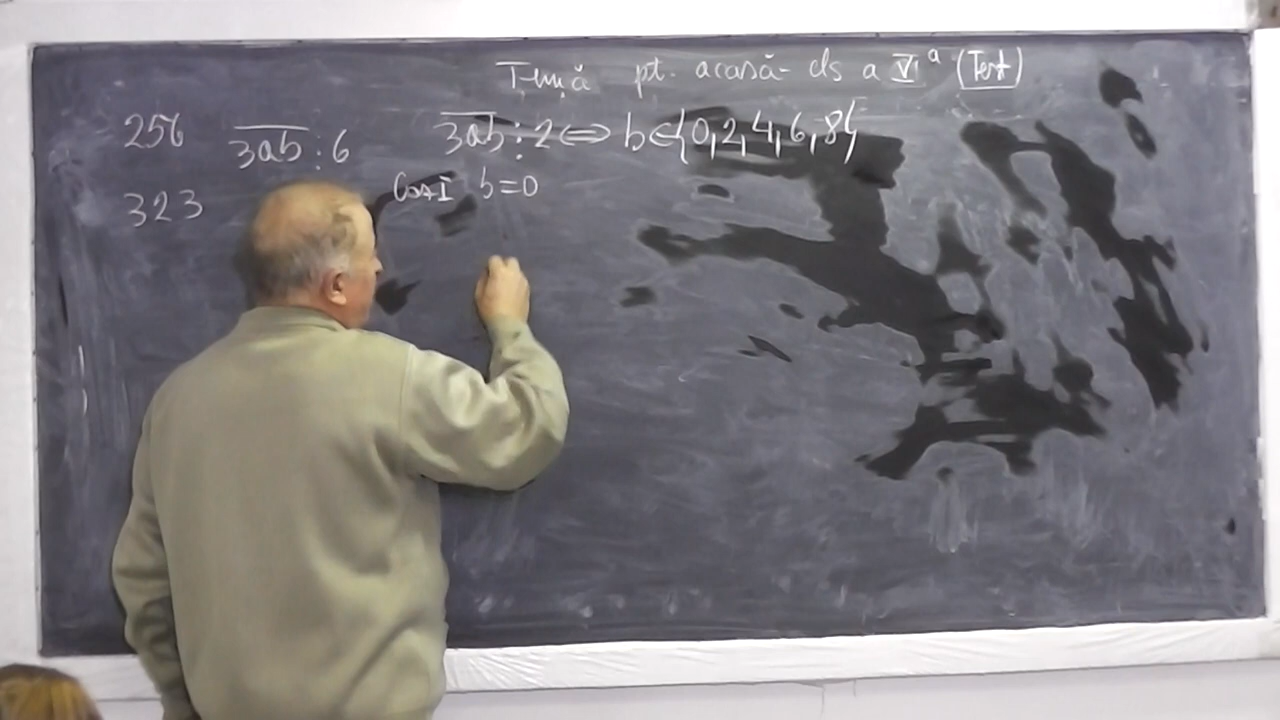 Temă pt. acasă cls a VI a (Test)
256 3ab ⋮ 6 3ab ⋮ 2 ⇔ b∈{0,2,4,6,8}
Caz I b=0
323